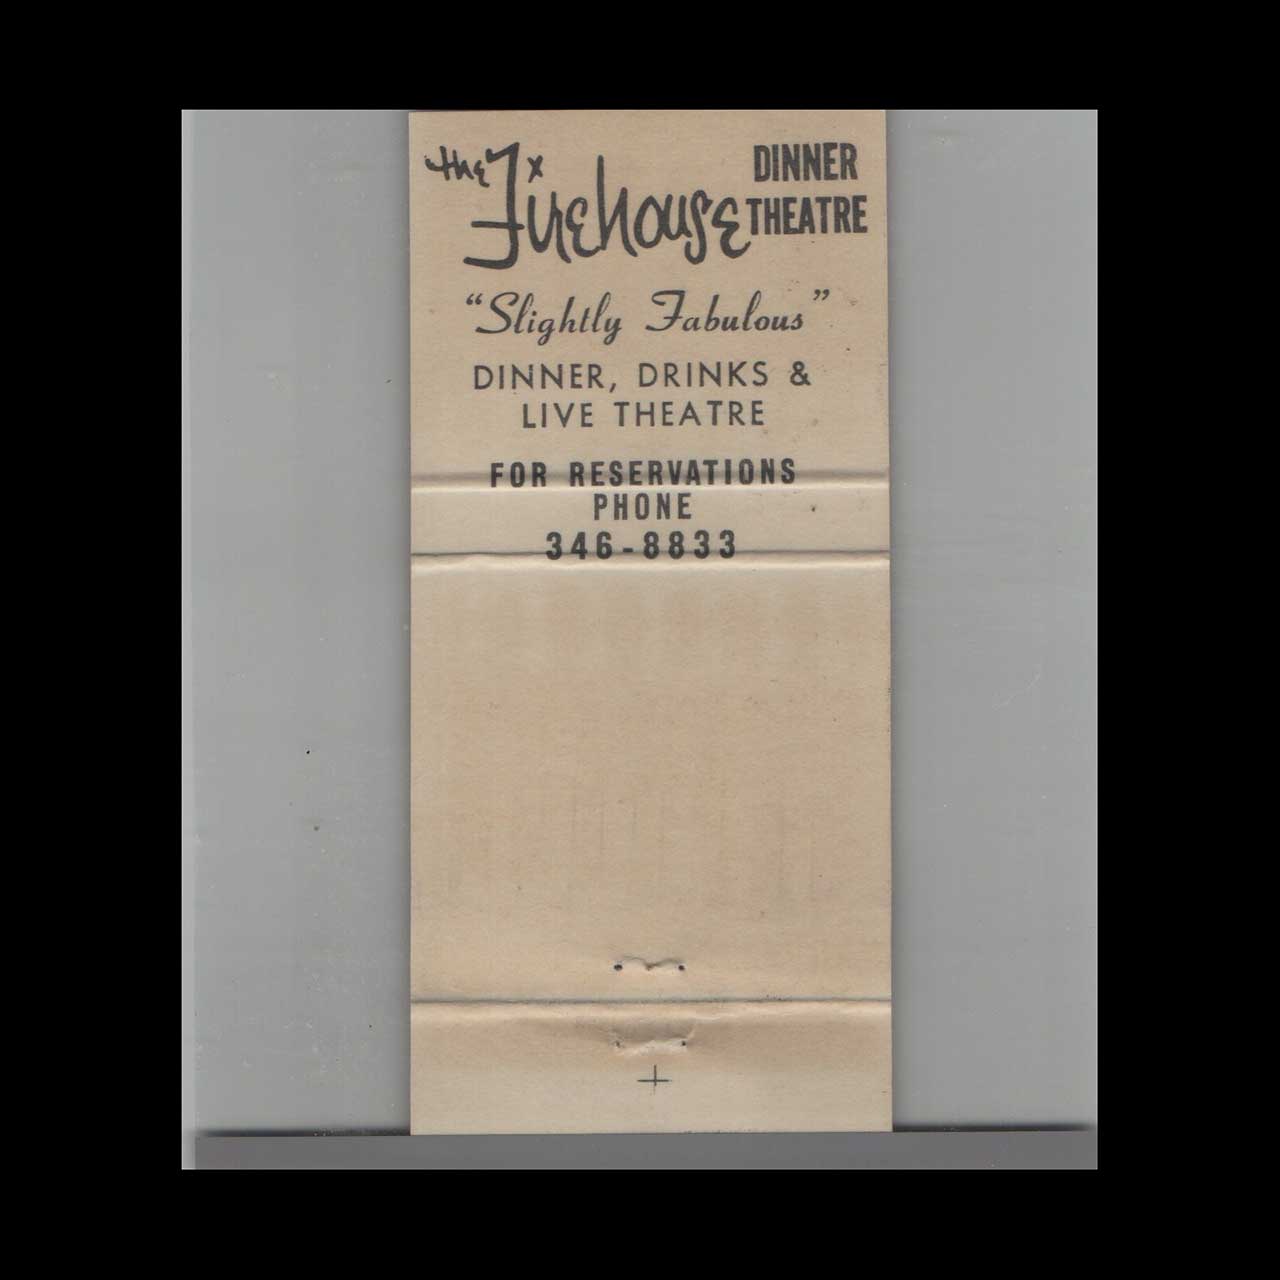 the Firehouse DINNER THEATRE
“Slightly Fabulous”
DINNER, DRINKS &
LIVE THEATRE
FOR RESERVATIONS
PHONE
346-8833